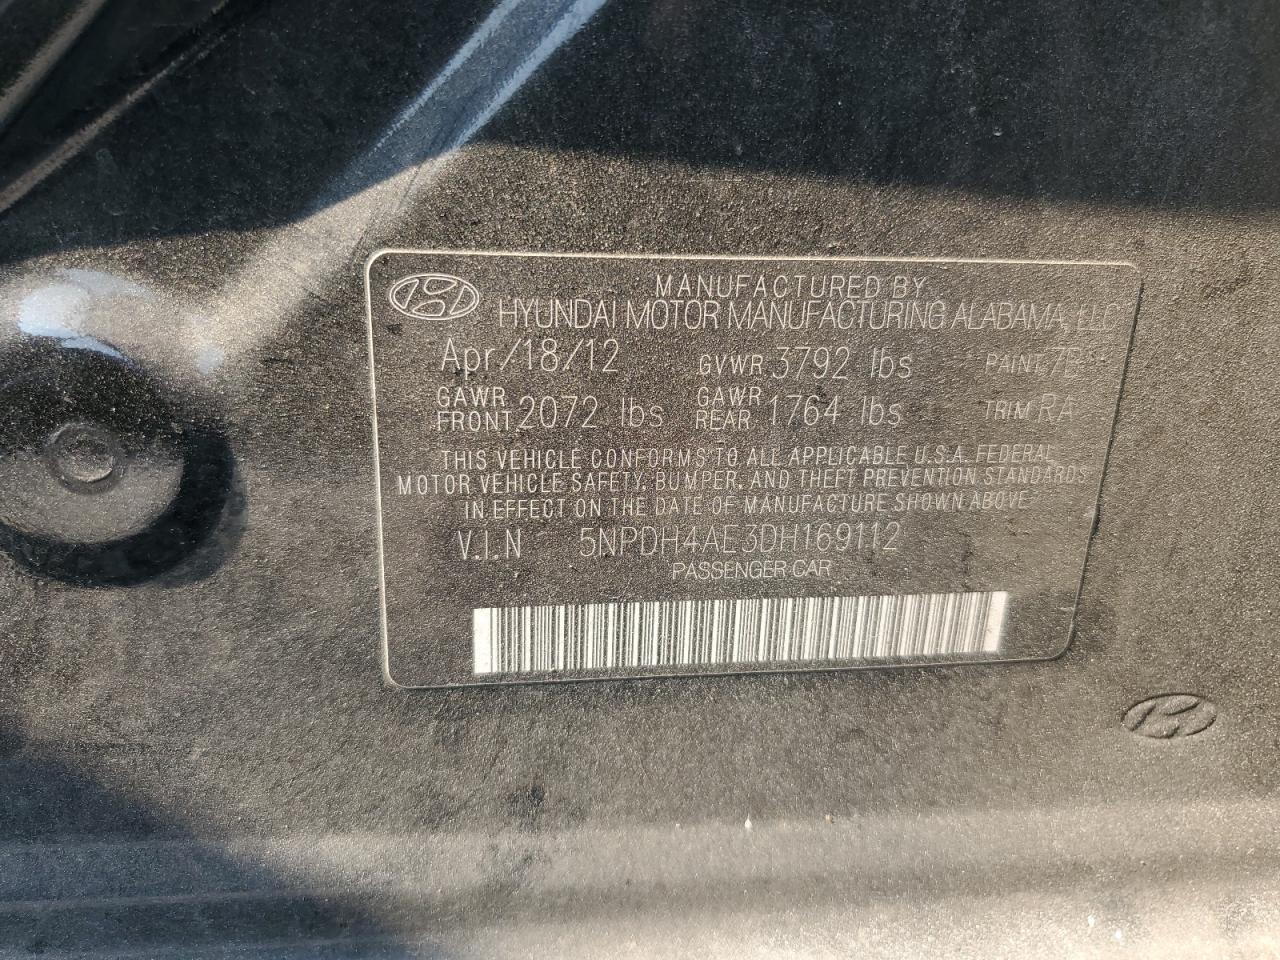 MANUFACTURED BY
HYUNDAI MOTOR MANUFACTURING ALABAMA, LLC
Apr/18/12 GVWR 3792 lbs PAINT
GAWR FRONT 2072 lbs GAWR REAR 1764 lbs TRIM RA
THIS VEHICLE CONFORMS TO ALL APPLICABLE U.S.A. FEDERAL
MOTOR VEHICLE SAFETY, BUMPER, AND THEFT PREVENTION STANDARDS
IN EFFECT ON THE DATE OF MANUFACTURE SHOWN ABOVE
V.I.N 5NPDH4AE3DH169112
PASSENGER CAR